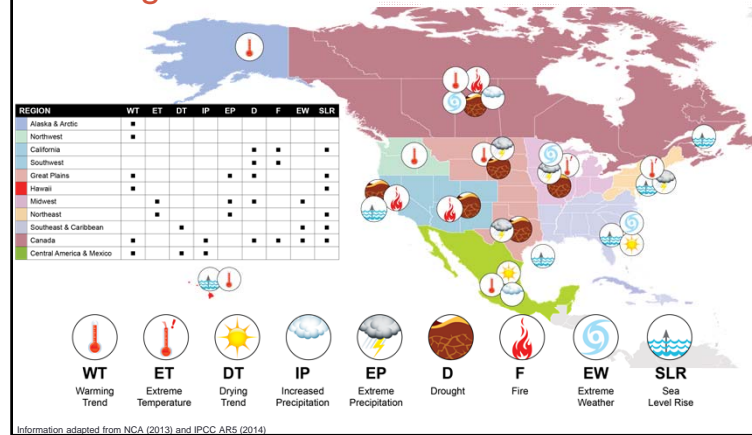 REGION WT ET DT IP EP D F EW SLR
Alaska & Arctic ■
Northwest ■
California ■ ■ ■
Southwest ■ ■
Great Plains ■ ■ ■ ■
Hawaii ■ ■
Midwest ■ ■ ■ ■
Northeast ■ ■ ■
Southeast & Caribbean ■ ■ ■
Canada ■ ■ ■ ■ ■ ■
Central America & Mexico ■ ■ ■
WT ET DT IP EP D F EW SLR
Warming Extreme Drying Increased Extreme Drought Fire Extreme Sea
Trend Temperature Trend Precipitation Precipitation Weather Level Rise
Information adapted from NCA (2013) and IPCC AR5 (2014)